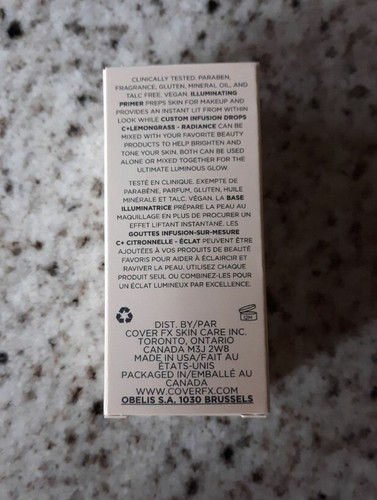 CLINICALLY TESTED. PARABEN,
FRAGRANCE, GLUTEN, MINERAL OIL, AND
TALC FREE. VEGAN. ILLUMINATING
PRIMER PREPS SKIN FOR MAKEUP AND
PROVIDES AN INSTANT LIT FROM WITHIN
LOOK WHILE CUSTOM INFUSION DROPS
C+LEMONGRASS - RADIANCE CAN BE
MIXED WITH YOUR FAVORITE BEAUTY
PRODUCTS TO HELP BRIGHTEN AND
TONE YOUR SKIN. BOTH CAN BE USED
ALONE OR MIXED TOGETHER FOR THE
ULTIMATE LUMINOUS GLOW.
TESTÉ EN CLINIQUE. EXEMPTE DE
PARABÈNE, PARFUM, GLUTEN, HUILE
MINÉRALE ET TALC. VÉGAN. LA BASE
ILLUMINATRICE PRÉPARE LA PEAU AU
MAQUILLAGE EN PLUS DE PROCURER UN
EFFET LIFTANT INSTANTANÉ. LES
GOUTTES INFUSION-SUR-MESURE
C+ CITRONNELLE - ÉCLAT PEUVENT ÊTRE
AJOUTÉES À VOS PRODUITS DE BEAUTÉ
FAVORIS POUR AIDER À ÉCLAIRCIR ET
RAVIVER LA PEAU. UTILISEZ CHAQUE
PRODUIT SEUL OU COMBINEZ-LES POUR
UN ÉCLAT LUMINEUX PAR EXCELLENCE.
DIST. BY/PAR
COVER FX SKIN CARE INC.
TORONTO, ONTARIO
CANADA M3J 2W8
MADE IN USA/FAIT AU
ÉTATS-UNIS
PACKAGED IN/EMBALLÉ AU
CANADA
WWW.COVERFX.COM
OBELIS S.A. 1030 BRUSSELS